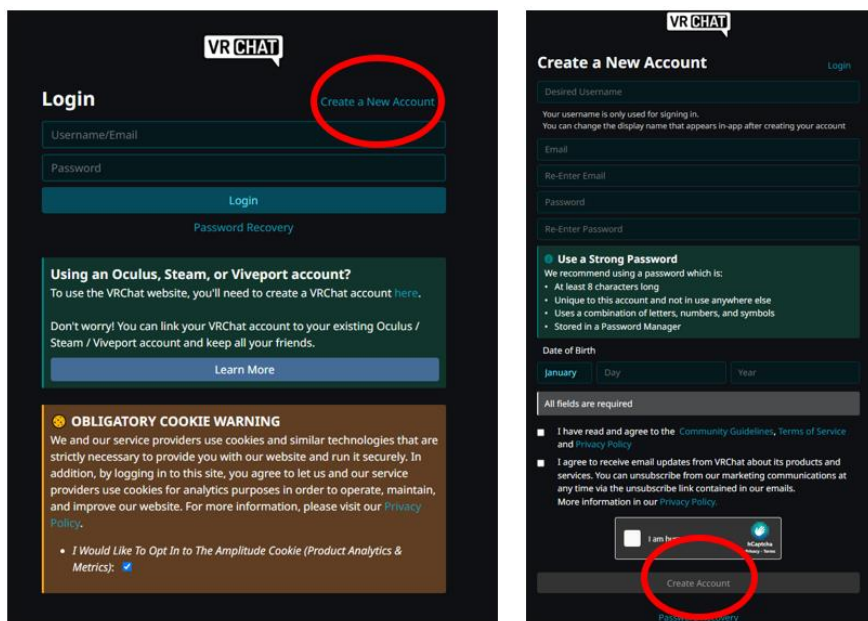 VRCHAT
Login
Create a New Account
Username/Email
Password
Login
Password Recovery
Using an Oculus, Steam, or Viveport account?
To use the VRChat website, you'll need to create a VRChat account here.
Don't worry! You can link your VRChat account to your existing Oculus /
Steam / Viveport account and keep all your friends.
Learn More
OBLIGATORY COOKIE WARNING
We and our service providers use cookies and similar technologies that are
strictly necessary to provide you with our website and run it securely. In
addition, by logging in to this site, you agree to let us and our service
providers use cookies for analytics purposes in order to operate, maintain,
and improve our website. For more information, please visit our Privacy
Policy.
• I Would Like To Opt In to The Amplitude Cookie (Product Analytics &
Metrics):
VRCHAT
Create a New Account
Login
Desired Username
Your username is only used for signing in.
You can change the display name that appears in-app after creating your account
Email
Re-Enter Email
Password
Re-Enter Password
Use a Strong Password
We recommend using a password which is:
• At least 8 characters long
• Unique to this account and not in use anywhere else
• Uses a combination of letters, numbers, and symbols
• Stored in a Password Manager
Date of Birth
January
Day
Year
All fields are required
I have read and agree to the Community Guidelines, Terms of Service
and Privacy Policy
I agree to receive email updates from VRChat about its products and
services. You can unsubscribe from our marketing communications at
any time via the unsubscribe link contained in our emails.
More information in our Privacy Policy.
I am
hCaptcha
Privacy - Terms
Create Account